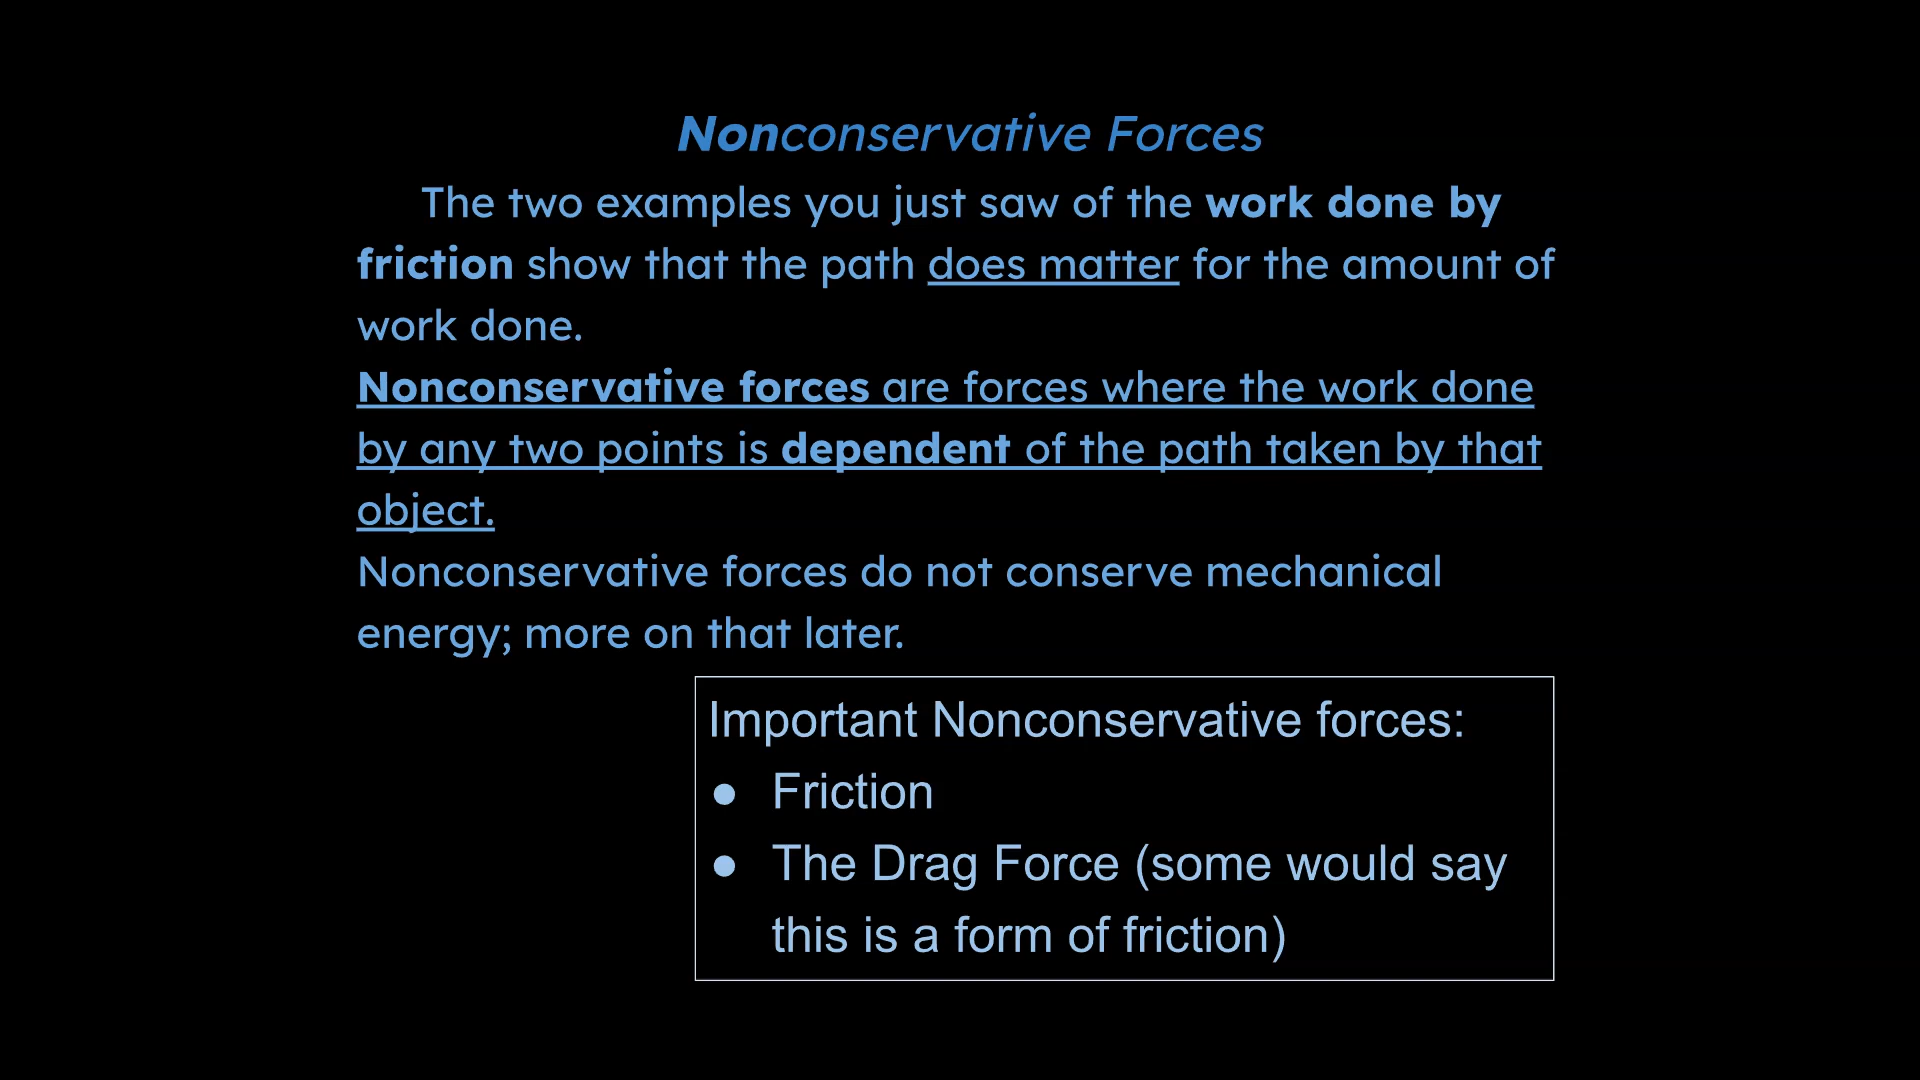 Nonconservative Forces
The two examples you just saw of the work done by
friction show that the path does matter for the amount of
work done.
Nonconservative forces are forces where the work done
by any two points is dependent of the path taken by that
object.
Nonconservative forces do not conserve mechanical
energy; more on that later.
Important Nonconservative forces:
● Friction
● The Drag Force (some would say
this is a form of friction)